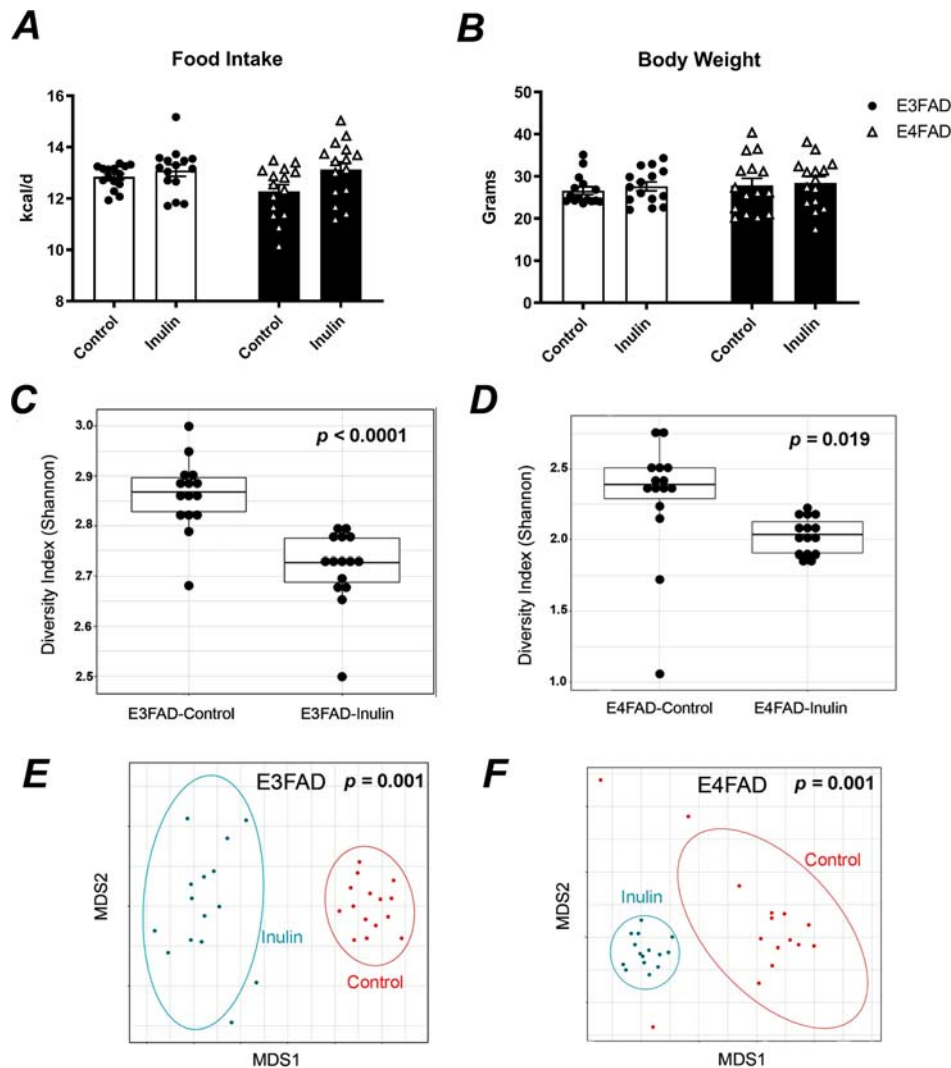 A
Food Intake
kcal/d
16
14
12
10
8
Control
Inulin
Control
Inulin
B
Body Weight
Grams
50
40
30
20
10
0
Control
Inulin
Control
Inulin
E3FAD
E4FAD
C
Diversity Index (Shannon)
3.0
2.9
2.8
2.7
2.6
2.5
p < 0.0001
E3FAD-Control
E3FAD-Inulin
D
Diversity Index (Shannon)
2.5
2.0
1.5
1.0
p = 0.019
E4FAD-Control
E4FAD-Inulin
E
E3FAD
p = 0.001
MDS2
Inulin
Control
MDS1
F
E4FAD
p = 0.001
MDS2
Inulin
Control
MDS1